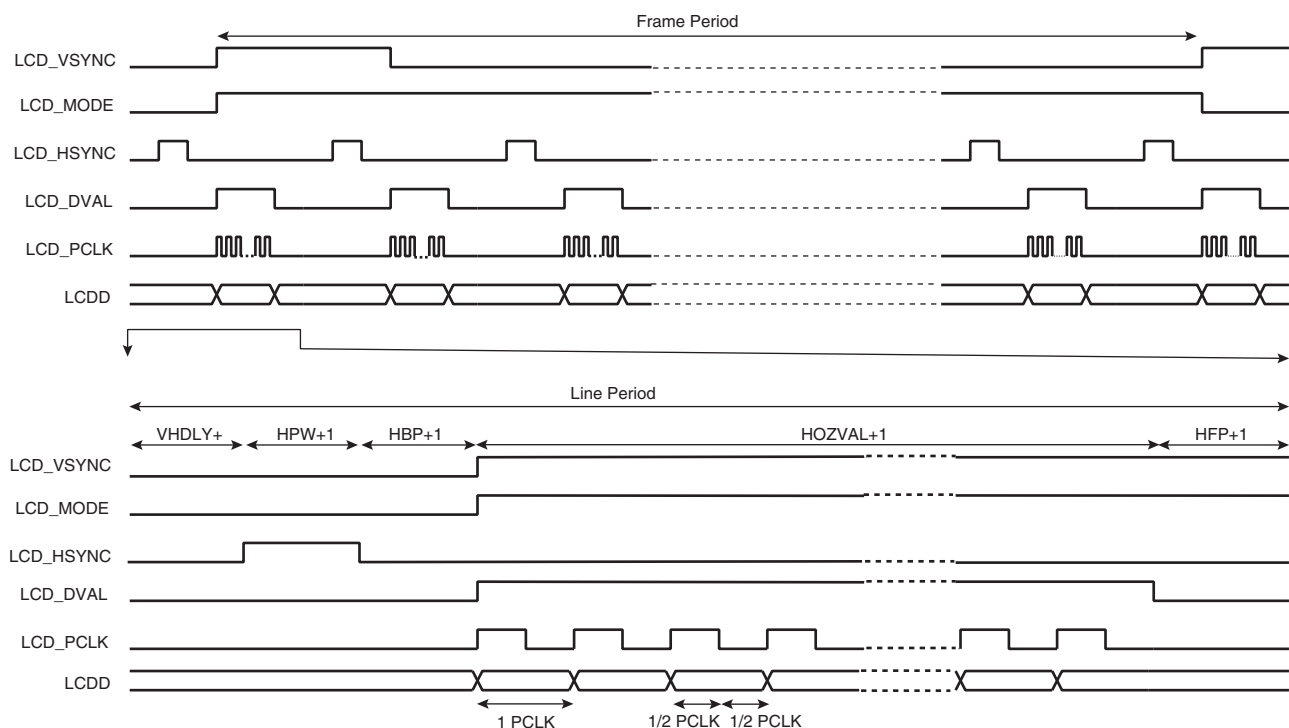 Frame Period
LCD_VSYNC
LCD_MODE
LCD_HSYNC
LCD_DVAL
LCD_PCLK
LCDD
Line Period
VHDLY+ HPW+1 HBP+1 HOZVAL+1 HFP+1
LCD_VSYNC
LCD_MODE
LCD_HSYNC
LCD_DVAL
LCD_PCLK
LCDD
1 PCLK 1/2 PCLK 1/2 PCLK